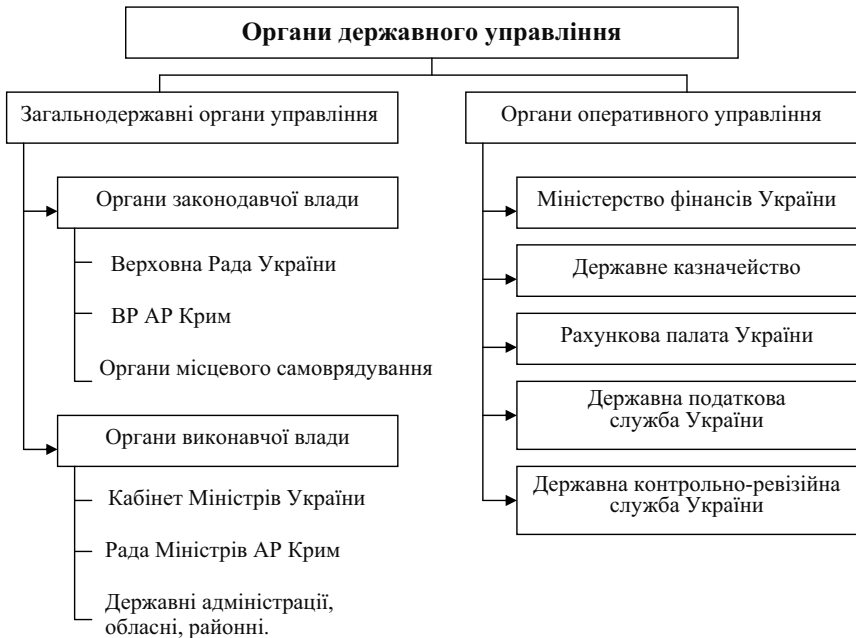 Органи державного управління
Загальнодержавні органи управління
Органи законодавчої влади
Верховна Рада України
ВР АР Крим
Органи місцевого самоврядування
Органи виконавчої влади
Кабінет Міністрів України
Рада Міністрів АР Крим
Державні адміністрації,
обласні, районні.
Органи оперативного управління
Міністерство фінансів України
Державне казначейство
Рахункова палата України
Державна податкова
служба України
Державна контрольно-ревізійна
служба України